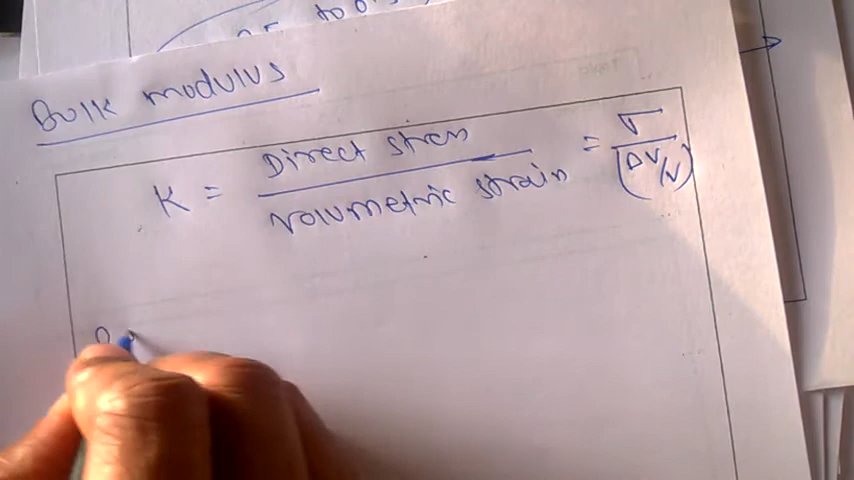 Bulk modulus
K = Direct stress / Volumetric strain = σ / (ΔV/V)